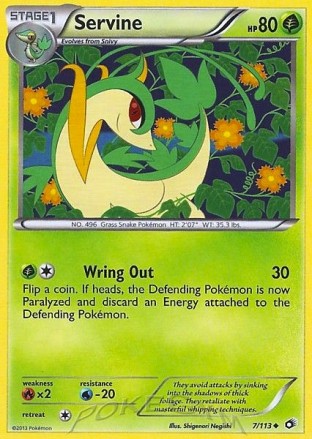 STAGE1 Servine HP80
Evolves from Snivy
NO. 496 Grass Snake Pokémon HT: 2'07" WT: 35.3 lbs.
Wring Out 30
Flip a coin. If heads, the Defending Pokémon is now
Paralyzed and discard an Energy attached to the
Defending Pokémon.
weakness resistance
×2 -20
retreat
They avoid attacks by sinking
into the shadows of thick
foliage. They retaliate with
masterful whipping techniques.
©2013 Pokémon Illus. Shigenori Negishi 7/113